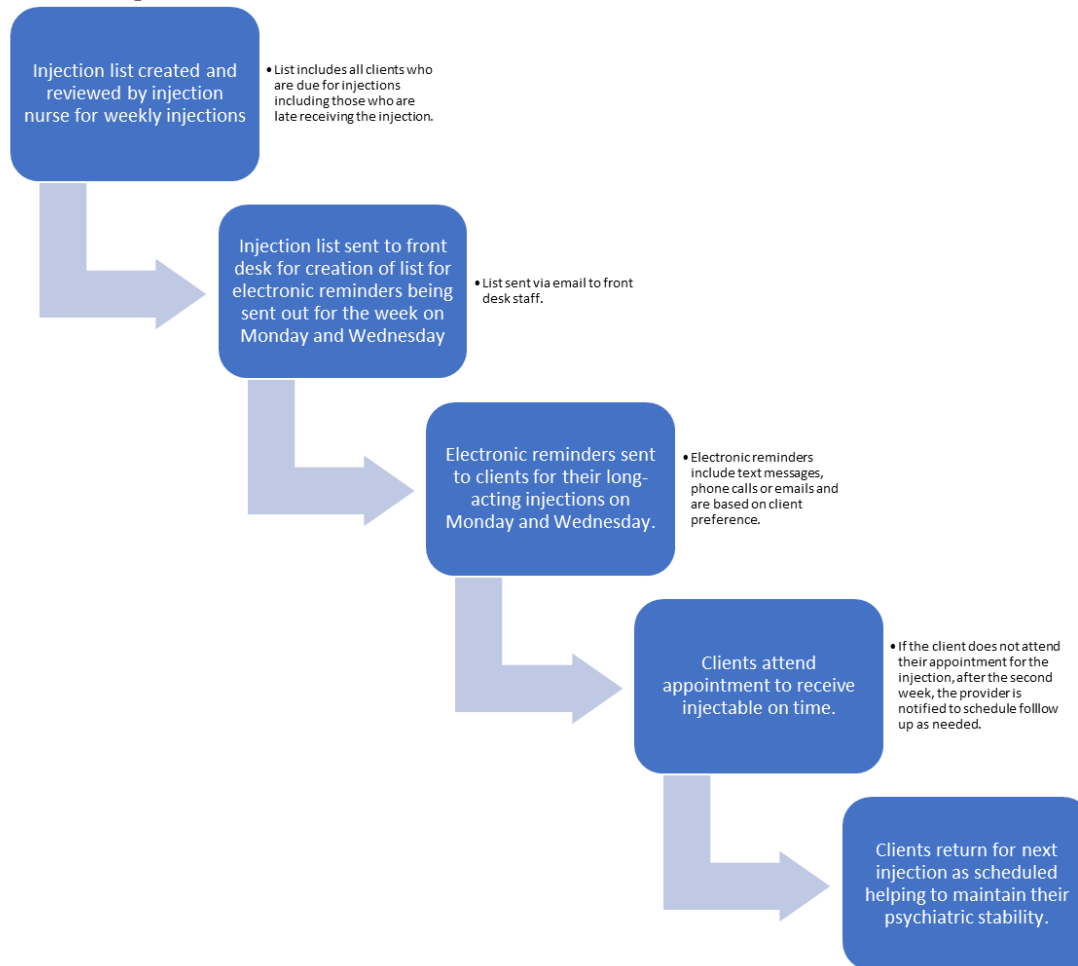 Injection list created and
reviewed by injection
nurse for weekly injections
• List includes all clients who
are due for injections
including those who are
late receiving the injection.
Injection list sent to front
desk for creation of list for
electronic reminders being
sent out for the week on
Monday and Wednesday
• List sent via email to front
desk staff.
Electronic reminders sent
to clients for their long-
acting injections on
Monday and Wednesday.
• Electronic reminders
include text messages,
phone calls or emails and
are based on client
preference.
Clients attend
appointment to receive
injectable on time.
• If the client does not attend
their appointment for the
injection, after the second
week, the provider is
notified to schedule folllow
up as needed.
Clients return for next
injection as scheduled
helping to maintain their
psychiatric stability.